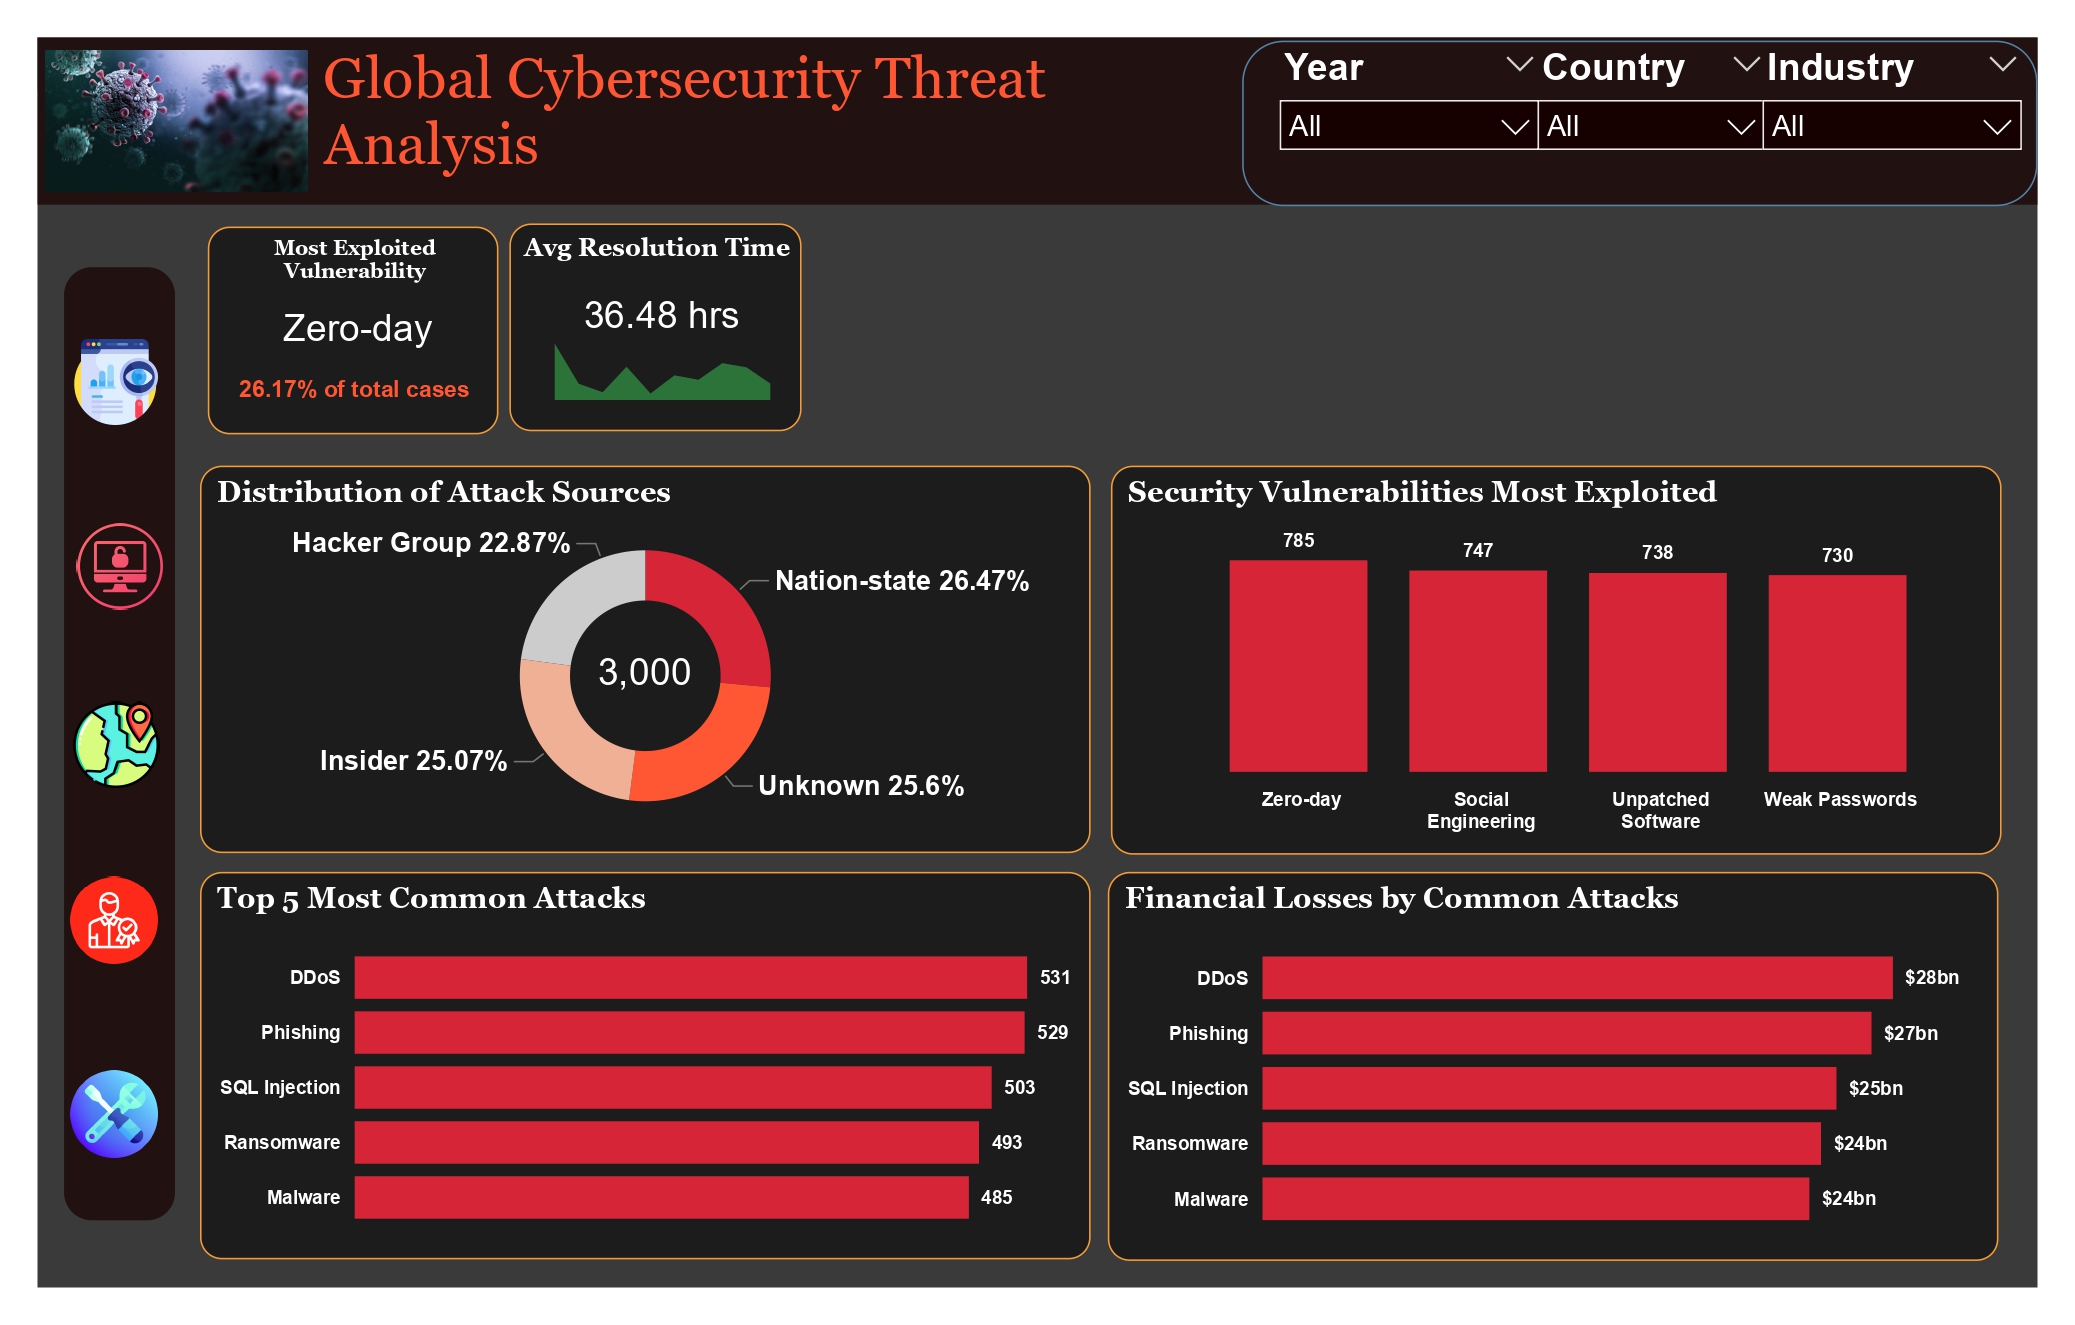 Global Cybersecurity Threat
Analysis
Year Country Industry
All All All
Most Exploited
Vulnerability
Zero-day
26.17% of total cases
Avg Resolution Time
36.48 hrs
Distribution of Attack Sources
Hacker Group 22.87%
Nation-state 26.47%
3,000
Insider 25.07%
Unknown 25.6%
Security Vulnerabilities Most Exploited
785 747 738 730
Zero-day
Social
Engineering
Unpatched
Software
Weak Passwords
Top 5 Most Common Attacks
DDoS 531
Phishing 529
SQL Injection 503
Ransomware 493
Malware 485
Financial Losses by Common Attacks
DDoS $28bn
Phishing $27bn
SQL Injection $25bn
Ransomware $24bn
Malware $24bn